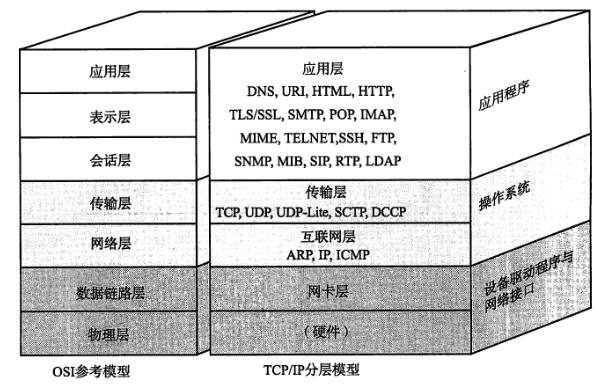 应用层
表示层
会话层
传输层
网络层
数据链路层
物理层
OSI参考模型
应用层
DNS, URI, HTML, HTTP,
TLS/SSL, SMTP, POP, IMAP,
MIME, TELNET,SSH, FTP,
SNMP, MIB, SIP, RTP, LDAP
传输层
TCP, UDP, UDP-Lite, SCTP, DCCP
互联网层
ARP, IP, ICMP
网卡层
（硬件）
TCP/IP分层模型
应用程序
操作系统
设备驱动程序与
网络接口